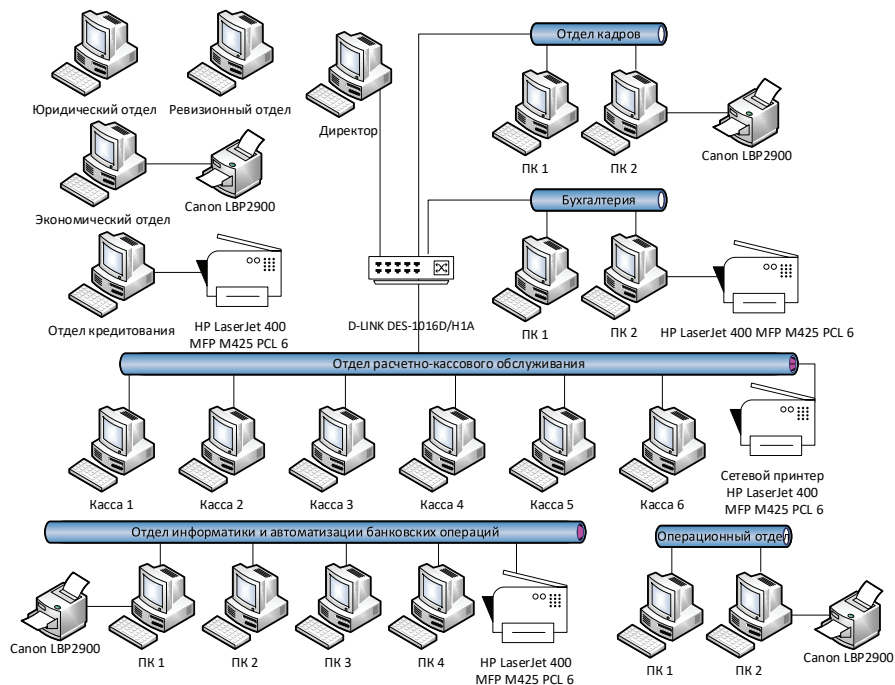 Юридический отдел
Ревизионный отдел
Директор
Отдел кадров
ПК 1
ПК 2
Canon LBP2900
Экономический отдел
Canon LBP2900
Бухгалтерия
ПК 1
ПК 2
HP LaserJet 400 MFP M425 PCL 6
Отдел кредитования
HP LaserJet 400
MFP M425 PCL 6
D-LINK DES-1016D/H1A
Отдел расчетно-кассового обслуживания
Касса 1
Касса 2
Касса 3
Касса 4
Касса 5
Касса 6
Сетевой принтер
HP LaserJet 400
MFP M425 PCL 6
Отдел информатики и автоматизации банковских операций
Canon LBP2900
ПК 1
ПК 2
ПК 3
ПК 4
HP LaserJet 400
MFP M425 PCL 6
Операционный отдел
ПК 1
ПК 2
Canon LBP2900